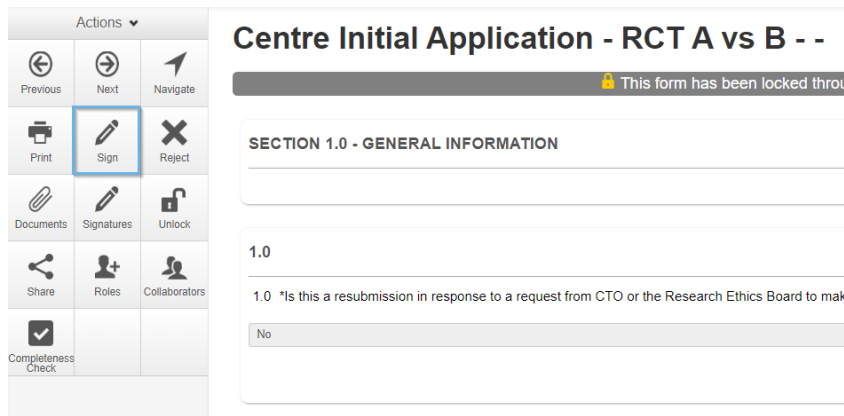 Actions
Previous Next Navigate
Print Sign Reject
Documents Signatures Unlock
Share Roles Collaborators
Completeness
Check
Centre Initial Application - RCT A vs B - -
This form has been locked
SECTION 1.0 - GENERAL INFORMATION
1.0
1.0 *Is this a resubmission in response to a request from CTO or the Research Ethics Board to
No